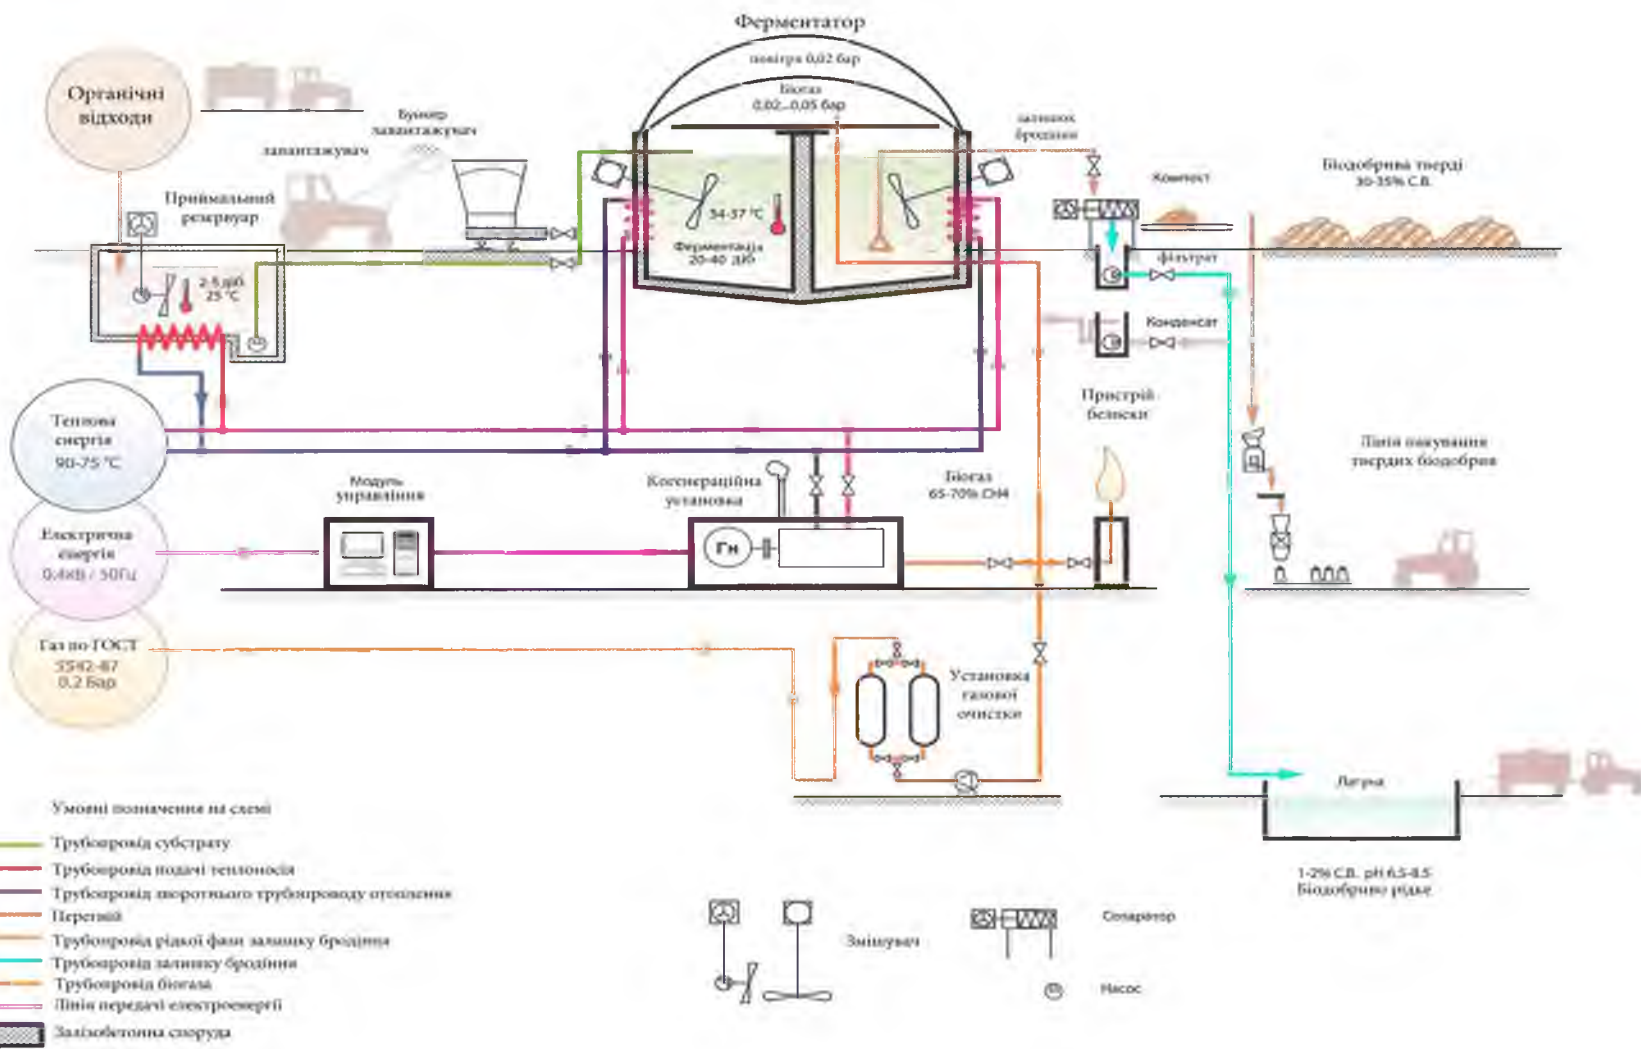 Ферментатор
повітря 0,02 бар
Біогаз
0,02...0,05 бар
Органічні
відходи
Бункер
завантажувач
завантажувач
Приймальний
резервуар
2-5 діб
25 °C
34-37 °C
Ферментація
20-40 діб
залишок
бродіння
Компост
Біодобрива тверді
30-35% С.В.
фільтрат
Конденсат
Пристрій
безпеки
Теплова
енергія
90-75 °C
Модуль
управління
Когенераційна
установка
Біогаз
65-70% CH4
Лінія пакування
твердих біодобрив
Електрична
енергія
0,4кВ / 50Гц
Гн
Газ по ГОСТ
5542-87
0,2 Бар
Установка
газової
очистки
Лагуна
1-2% С.В. pH 6.5-8.5
Біодобриво рідке
Умовні позначення на схемі
Трубопровід субстрату
Трубопровід подачі теплоносія
Трубопровід зворотнього трубопроводу отоплення
Перегній
Трубопровід рідкої фази залишку бродіння
Трубопровід залишку бродіння
Трубопровід біогаза
Лінія передачі електроенергії
Залізобетонна споруда
Змішувач
Сепаратор
Насос